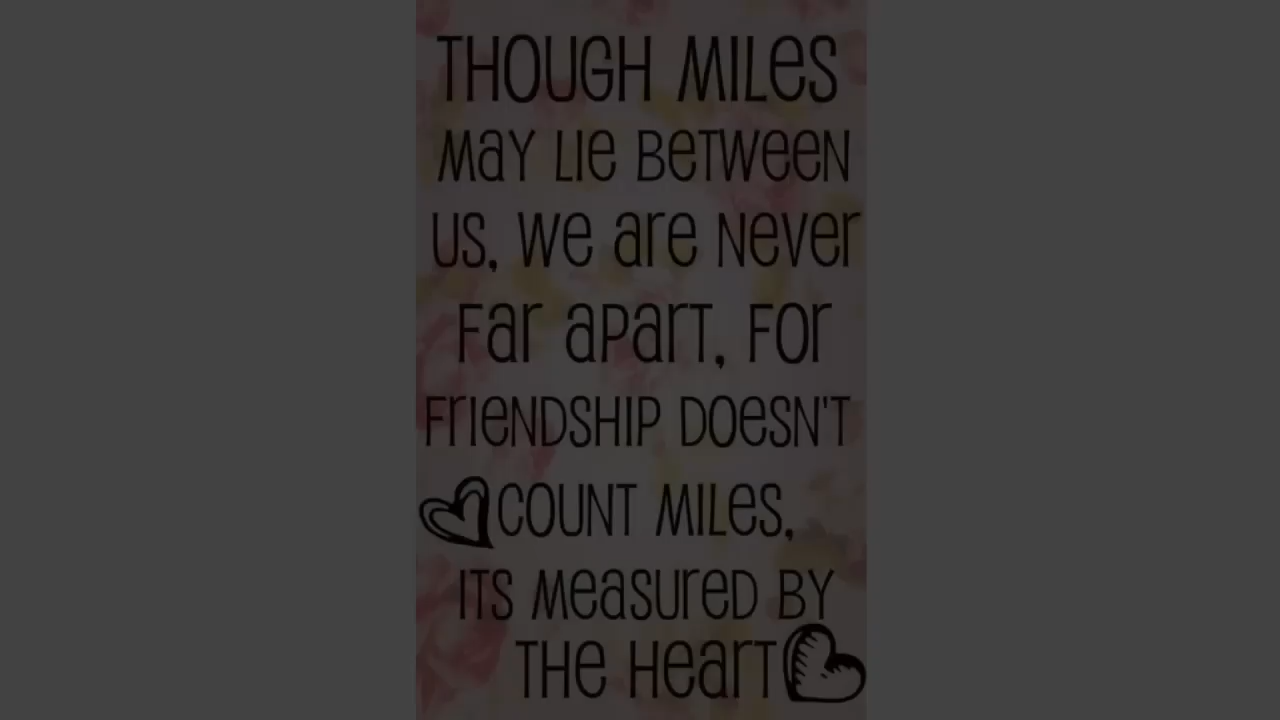 THOUGH MILES
MAY LIE BETWEEN
US, WE ARE NEVER
FAR APART, FOR
FRIENDSHIP DOESN'T
COUNT MILES,
ITS MEASURED BY
THE HEART